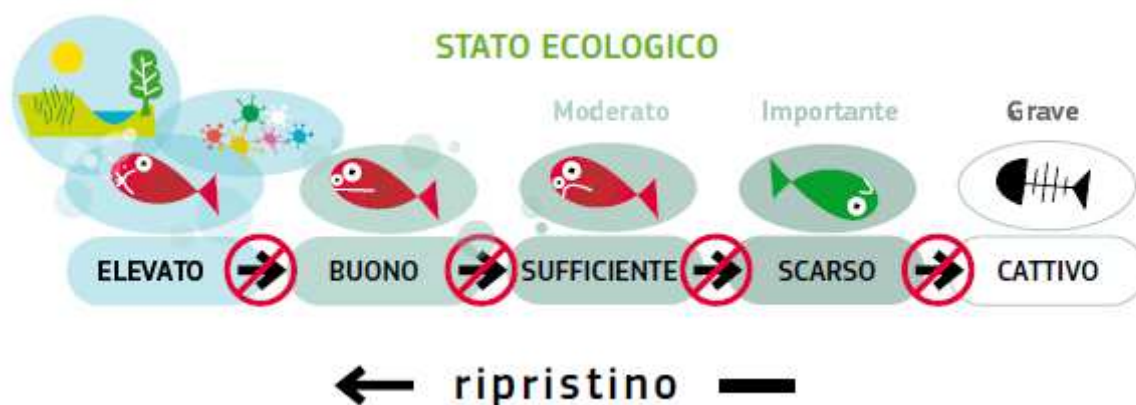 STATO ECOLOGICO
Moderato Importante Grave
ELEVATO BUONO SUFFICIENTE SCARSO CATTIVO
ripristino